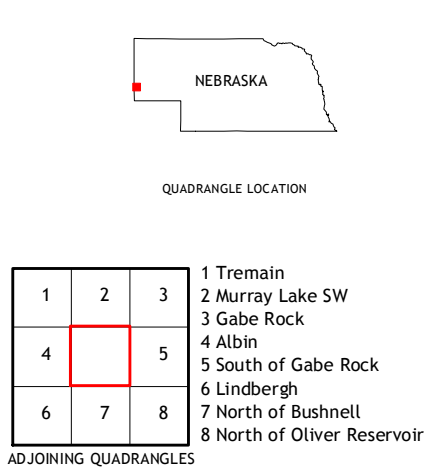 NEBRASKA
QUADRANGLE LOCATION
1 2 3
4 5
6 7 8
1 Tremain
2 Murray Lake SW
3 Gabe Rock
4 Albin
5 South of Gabe Rock
6 Lindbergh
7 North of Bushnell
8 North of Oliver Reservoir
ADJOINING QUADRANGLES